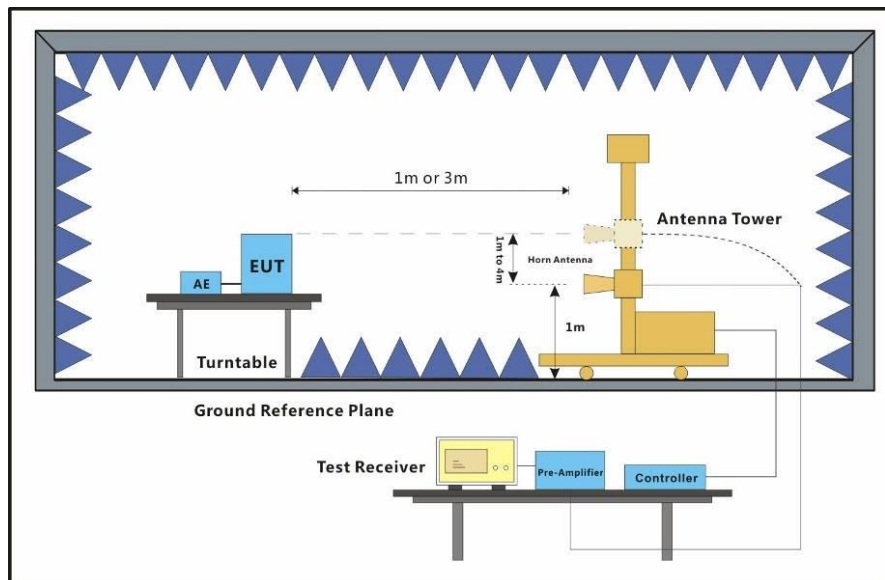 1m or 3m
Antenna Tower
EUT
1m to 4m
Horn Antenna
AE
1m
Turntable
Ground Reference Plane
Test Receiver
Pre-Amplifier
Controller